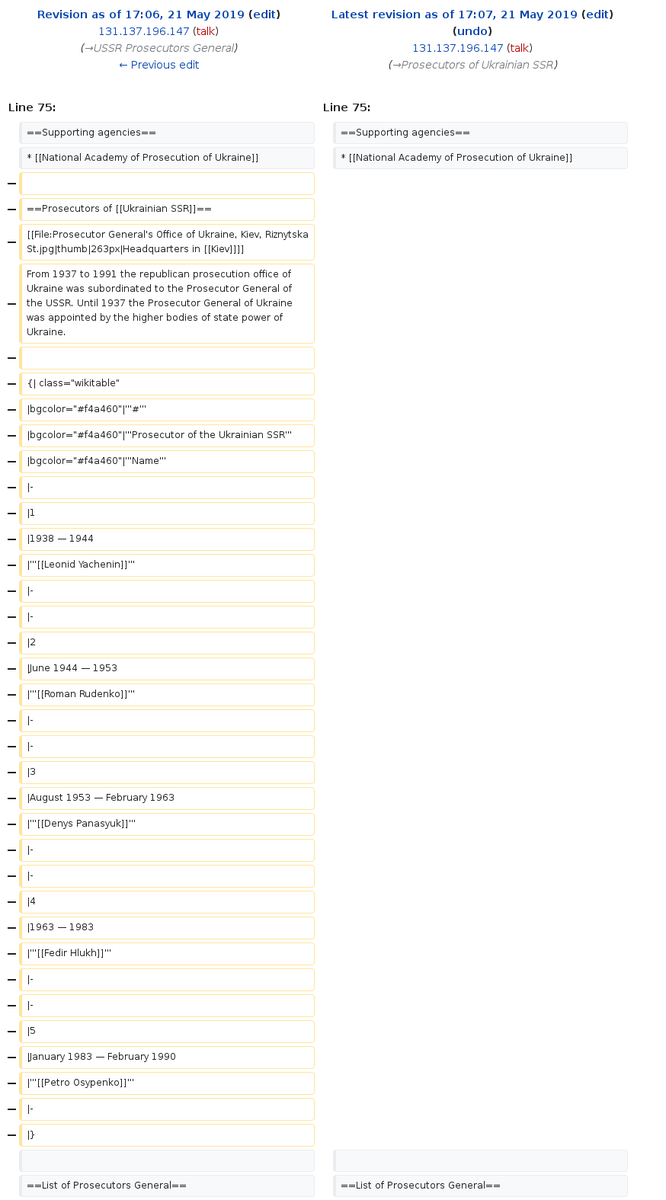 Revision as of 17:06, 21 May 2019 (edit)
131.137.196.147 (talk)
(→USSR Prosecutors General)
← Previous edit
Latest revision as of 17:07, 21 May 2019 (edit)
(undo)
131.137.196.147 (talk)
(→Prosecutors of Ukrainian SSR)
Line 75:
Line 75:
==Supporting agencies==
==Supporting agencies==
* [[National Academy of Prosecution of Ukraine]]
* [[National Academy of Prosecution of Ukraine]]
−
− ==Prosecutors of [[Ukrainian SSR]]==
− [[File:Prosecutor General's Office of Ukraine, Kiev, Riznytska
St.jpg|thumb|263px|Headquarters in [[Kiev]]]]
− From 1937 to 1991 the republican prosecution office of
Ukraine was subordinated to the Prosecutor General of
the USSR. Until 1937 the Prosecutor General of Ukraine
was appointed by the higher bodies of state power of
Ukraine.
−
− {| class="wikitable"
− |bgcolor="#f4a460"|'''#'''
− |bgcolor="#f4a460"|'''Prosecutor of the Ukrainian SSR'''
− |bgcolor="#f4a460"|'''Name'''
− |-
− |1
− |1938 — 1944
− |'''[[Leonid Yachenin]]'''
− |-
− |-
− |2
− |June 1944 — 1953
− |'''[[Roman Rudenko]]'''
− |-
− |-
− |3
− |August 1953 — February 1963
− |'''[[Denys Panasyuk]]'''
− |-
− |-
− |4
− |1963 — 1983
− |'''[[Fedir Hlukh]]'''
− |-
− |-
− |5
− |January 1983 — February 1990
− |'''[[Petro Osypenko]]'''
− |-
− |}
==List of Prosecutors General==
==List of Prosecutors General==